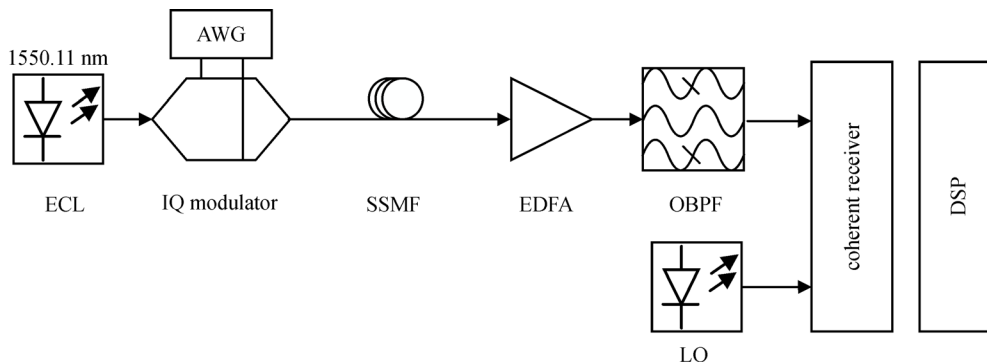 AWG
1550.11 nm
ECL
IQ modulator
SSMF
EDFA
OBPF
LO
coherent receiver
DSP